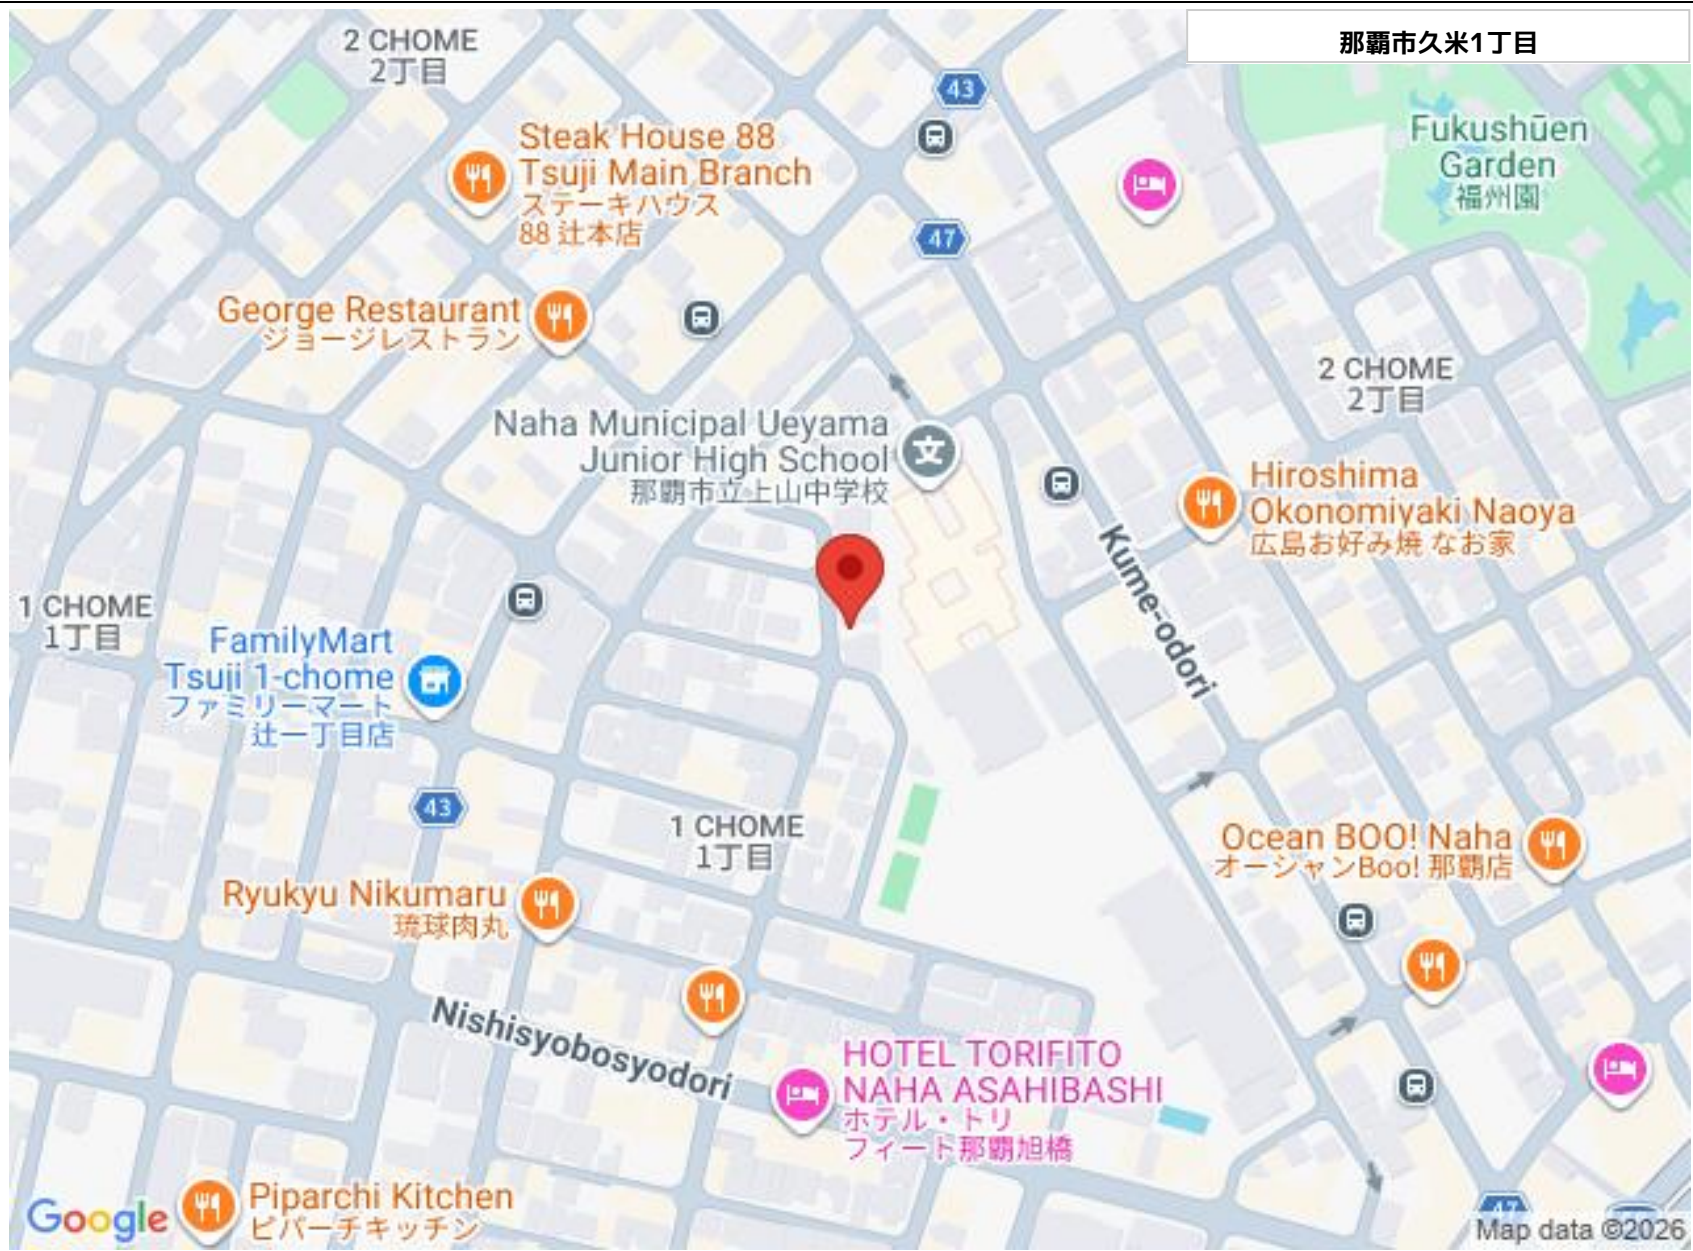 那覇市久米1丁目
2 CHOME
2丁目
43
Fukushūen
Garden
福州園
Steak House 88
Tsuji Main Branch
ステーキハウス
88 辻本店
47
George Restaurant
ジョージレストラン
2 CHOME
2丁目
Naha Municipal Ueyama
Junior High School
那覇市立上山中学校
文
Hiroshima
Okonomiyaki Naoya
広島お好み焼 なお家
Kume-odori
1 CHOME
1丁目
FamilyMart
Tsuji 1-chome
ファミリーマート
辻一丁目店
43
1 CHOME
1丁目
Ocean BOO! Naha
オーシャンBoo! 那覇店
Ryukyu Nikumaru
琉球肉丸
Nishisyobosyodori
HOTEL TORIFITO
NAHA ASAHIBASHI
ホテル・トリ
フィート那覇旭橋
Piparchi Kitchen
ピパーチキッチン
Google
47
Map data ©2026